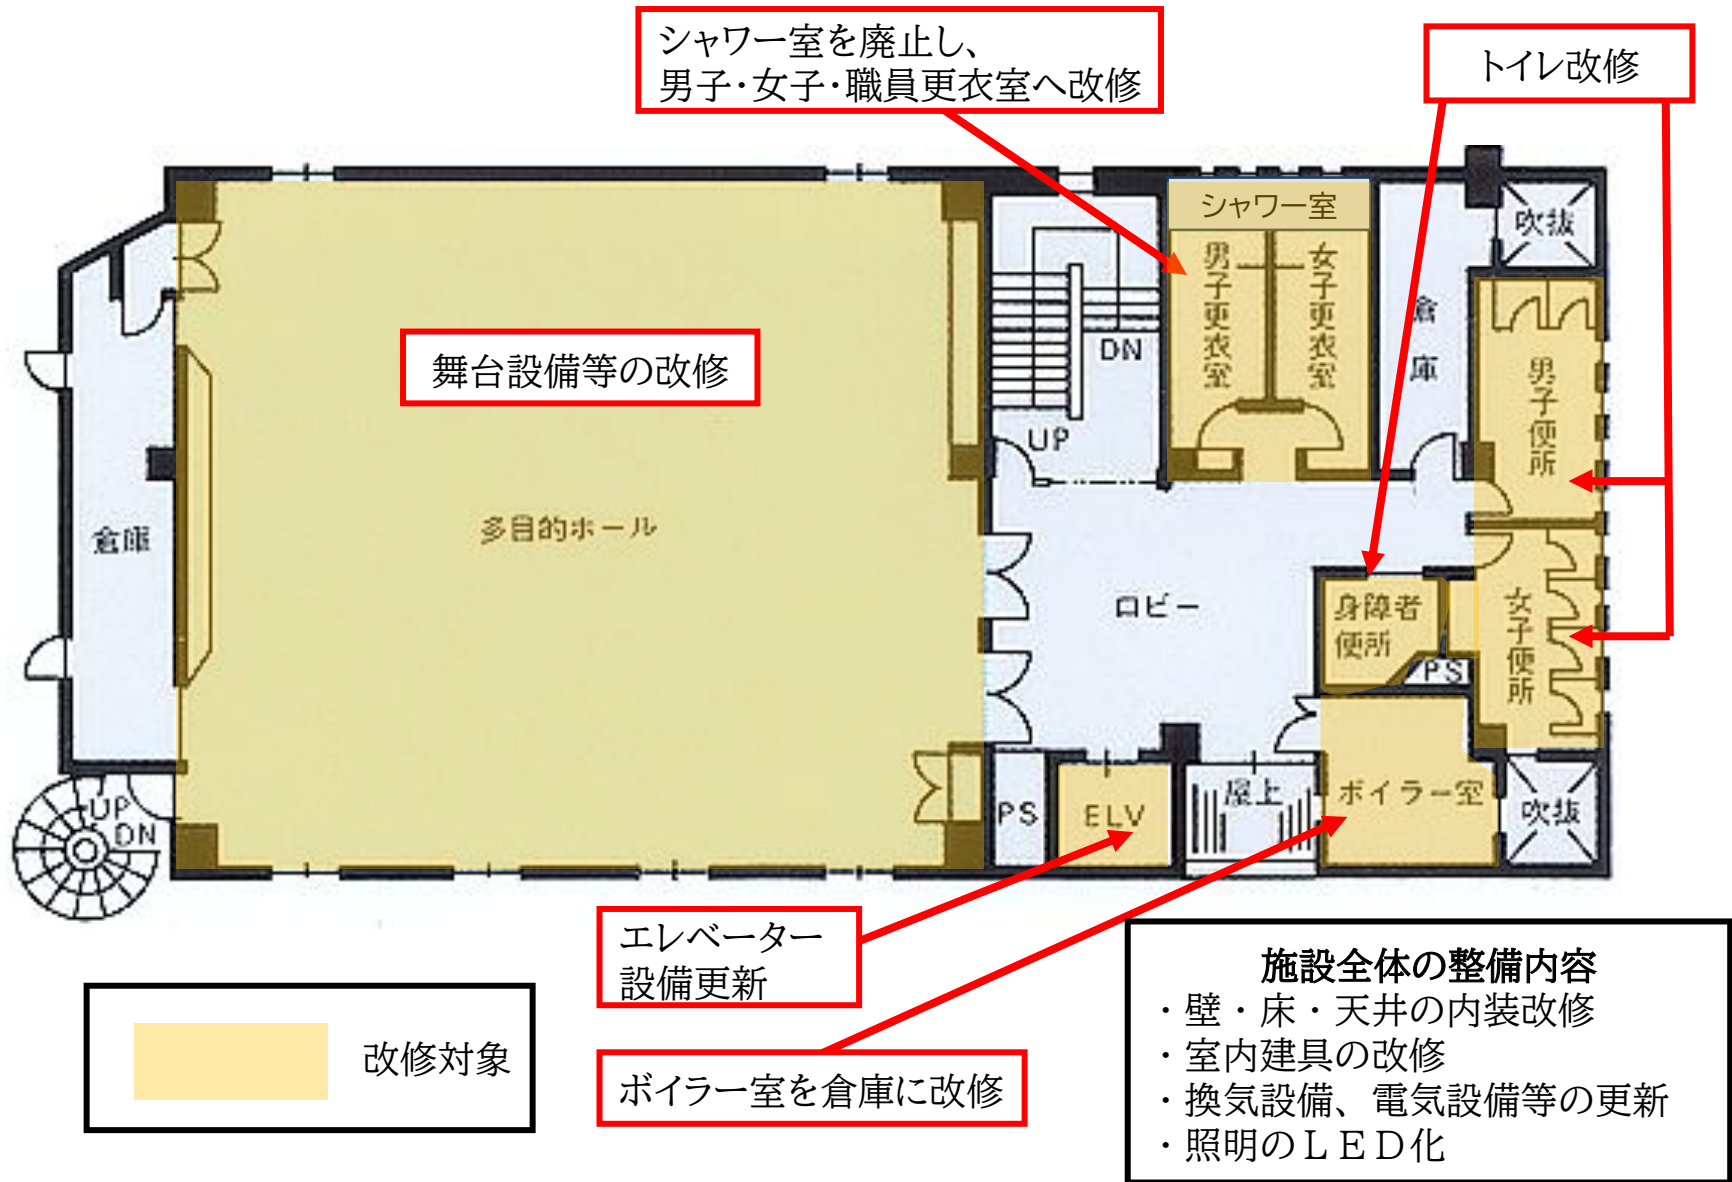 シャワー室を廃止し、
男子・女子・職員更衣室へ改修
トイレ改修
シャワー室
吹抜
男子更衣室
女子更衣室
倉庫
男子便所
舞台設備等の改修
DN
UP
倉庫
多目的ホール
ロビー
身障者
便所
女子便所
PS
UP
DN
PS
ELV
屋上
ボイラー室
吹抜
エレベーター
設備更新
ボイラー室を倉庫に改修
改修対象
施設全体の整備内容
・壁・床・天井の内装改修
・室内建具の改修
・換気設備、電気設備等の更新
・照明のＬＥＤ化